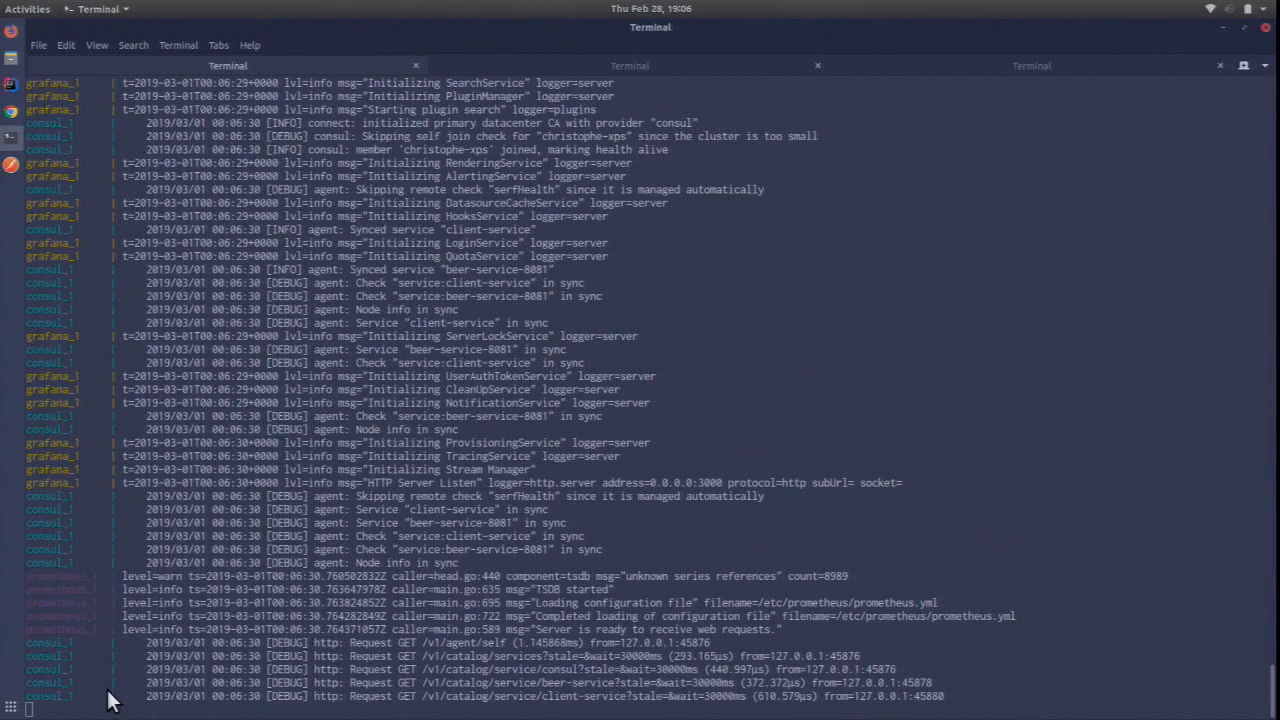 Activities Terminal Thu Feb 28, 19:06
Terminal
File Edit View Search Terminal Tabs Help
Terminal Terminal Terminal
grafana_1 | t=2019-03-01T00:06:29+0000 lvl=info msg="Initializing SearchService" logger=server
grafana_1 | t=2019-03-01T00:06:29+0000 lvl=info msg="Initializing PluginManager" logger=server
grafana_1 | t=2019-03-01T00:06:29+0000 lvl=info msg="Starting plugin search" logger=plugins
consul_1 | 2019/03/01 00:06:30 [INFO] connect: initialized primary datacenter CA with provider "consul"
consul_1 | 2019/03/01 00:06:30 [DEBUG] consul: Skipping self join check for "christophe-xps" since the cluster is too small
consul_1 | 2019/03/01 00:06:30 [INFO] consul: member 'christophe-xps' joined, marking health alive
grafana_1 | t=2019-03-01T00:06:29+0000 lvl=info msg="Initializing RenderingService" logger=server
grafana_1 | t=2019-03-01T00:06:29+0000 lvl=info msg="Initializing AlertingService" logger=server
consul_1 | 2019/03/01 00:06:30 [DEBUG] agent: Skipping remote check "serfHealth" since it is managed automatically
grafana_1 | t=2019-03-01T00:06:29+0000 lvl=info msg="Initializing DatasourceCacheService" logger=server
grafana_1 | t=2019-03-01T00:06:29+0000 lvl=info msg="Initializing HooksService" logger=server
consul_1 | 2019/03/01 00:06:30 [INFO] agent: Synced service "client-service"
grafana_1 | t=2019-03-01T00:06:29+0000 lvl=info msg="Initializing LoginService" logger=server
grafana_1 | t=2019-03-01T00:06:29+0000 lvl=info msg="Initializing QuotaService" logger=server
consul_1 | 2019/03/01 00:06:30 [INFO] agent: Synced service "beer-service-8081"
consul_1 | 2019/03/01 00:06:30 [DEBUG] agent: Check "service:client-service" in sync
consul_1 | 2019/03/01 00:06:30 [DEBUG] agent: Check "service:beer-service-8081" in sync
consul_1 | 2019/03/01 00:06:30 [DEBUG] agent: Node info in sync
consul_1 | 2019/03/01 00:06:30 [DEBUG] agent: Service "client-service" in sync
grafana_1 | t=2019-03-01T00:06:29+0000 lvl=info msg="Initializing ServerLockService" logger=server
consul_1 | 2019/03/01 00:06:30 [DEBUG] agent: Service "beer-service-8081" in sync
consul_1 | 2019/03/01 00:06:30 [DEBUG] agent: Check "service:client-service" in sync
grafana_1 | t=2019-03-01T00:06:29+0000 lvl=info msg="Initializing UserAuthTokenService" logger=server
grafana_1 | t=2019-03-01T00:06:29+0000 lvl=info msg="Initializing CleanUpService" logger=server
grafana_1 | t=2019-03-01T00:06:29+0000 lvl=info msg="Initializing NotificationService" logger=server
consul_1 | 2019/03/01 00:06:30 [DEBUG] agent: Check "service:beer-service-8081" in sync
consul_1 | 2019/03/01 00:06:30 [DEBUG] agent: Node info in sync
grafana_1 | t=2019-03-01T00:06:30+0000 lvl=info msg="Initializing ProvisioningService" logger=server
grafana_1 | t=2019-03-01T00:06:30+0000 lvl=info msg="Initializing TracingService" logger=server
grafana_1 | t=2019-03-01T00:06:30+0000 lvl=info msg="Initializing Stream Manager"
grafana_1 | t=2019-03-01T00:06:30+0000 lvl=info msg="HTTP Server Listen" logger=http.server address=0.0.0.0:3000 protocol=http subUrl= socket=
consul_1 | 2019/03/01 00:06:30 [DEBUG] agent: Skipping remote check "serfHealth" since it is managed automatically
consul_1 | 2019/03/01 00:06:30 [DEBUG] agent: Service "client-service" in sync
consul_1 | 2019/03/01 00:06:30 [DEBUG] agent: Service "beer-service-8081" in sync
consul_1 | 2019/03/01 00:06:30 [DEBUG] agent: Check "service:client-service" in sync
consul_1 | 2019/03/01 00:06:30 [DEBUG] agent: Check "service:beer-service-8081" in sync
consul_1 | 2019/03/01 00:06:30 [DEBUG] agent: Node info in sync
prometheus_1 | level=warn ts=2019-03-01T00:06:30.760502832Z caller=head.go:440 component=tsdb msg="unknown series references" count=8989
prometheus_1 | level=info ts=2019-03-01T00:06:30.763647978Z caller=main.go:635 msg="TSDB started"
prometheus_1 | level=info ts=2019-03-01T00:06:30.763824852Z caller=main.go:695 msg="Loading configuration file" filename=/etc/prometheus/prometheus.yml
prometheus_1 | level=info ts=2019-03-01T00:06:30.764282849Z caller=main.go:722 msg="Completed loading of configuration file" filename=/etc/prometheus/prometheus.yml
prometheus_1 | level=info ts=2019-03-01T00:06:30.764371057Z caller=main.go:589 msg="Server is ready to receive web requests."
consul_1 | 2019/03/01 00:06:30 [DEBUG] http: Request GET /v1/agent/self (1.145868ms) from=127.0.0.1:45876
consul_1 | 2019/03/01 00:06:30 [DEBUG] http: Request GET /v1/catalog/services?stale=&wait=30000ms (293.165µs) from=127.0.0.1:45876
consul_1 | 2019/03/01 00:06:30 [DEBUG] http: Request GET /v1/catalog/service/consul?stale=&wait=30000ms (440.997µs) from=127.0.0.1:45876
consul_1 | 2019/03/01 00:06:30 [DEBUG] http: Request GET /v1/catalog/service/beer-service?stale=&wait=30000ms (372.372µs) from=127.0.0.1:45878
consul_1 | 2019/03/01 00:06:30 [DEBUG] http: Request GET /v1/catalog/service/client-service?stale=&wait=30000ms (610.579µs) from=127.0.0.1:45880